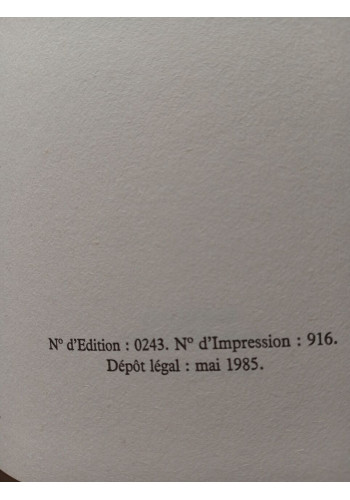 N° d'Edition : 0243. N° d'Impression : 916.
Dépôt légal : mai 1985.